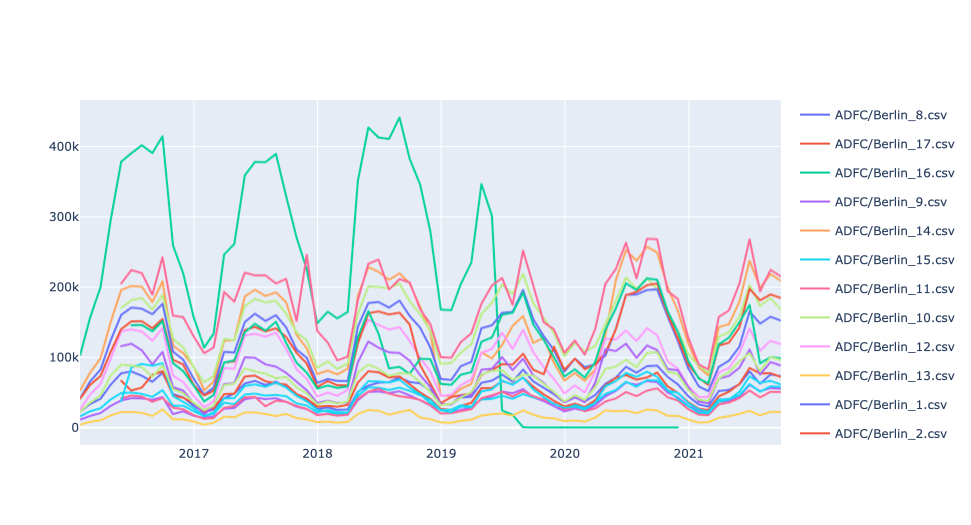 400k
300k
200k
100k
0
2017
2018
2019
2020
2021
ADFC/Berlin_8.csv
ADFC/Berlin_17.csv
ADFC/Berlin_16.csv
ADFC/Berlin_9.csv
ADFC/Berlin_14.csv
ADFC/Berlin_15.csv
ADFC/Berlin_11.csv
ADFC/Berlin_10.csv
ADFC/Berlin_12.csv
ADFC/Berlin_13.csv
ADFC/Berlin_1.csv
ADFC/Berlin_2.csv